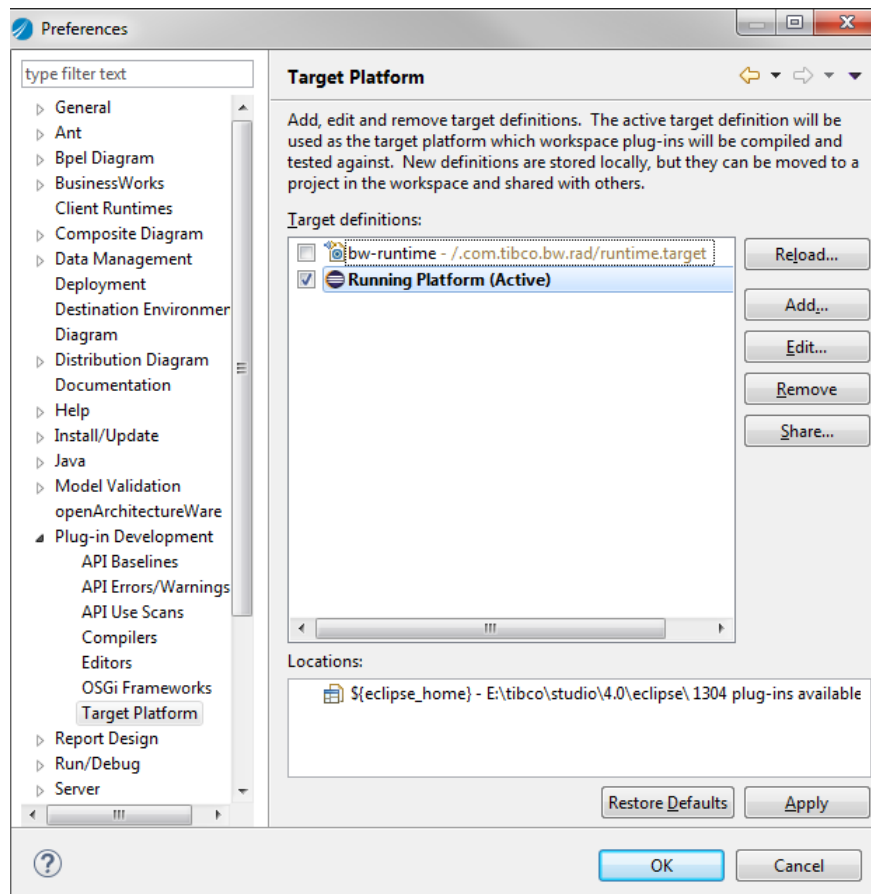 Preferences
type filter text
General
Ant
Bpel Diagram
BusinessWorks
Client Runtimes
Composite Diagram
Data Management
Deployment
Destination Environmer
Diagram
Distribution Diagram
Documentation
Help
Install/Update
Java
Model Validation
openArchitectureWare
Plug-in Development
API Baselines
API Errors/Warnings
API Use Scans
Compilers
Editors
OSGi Frameworks
Target Platform
Report Design
Run/Debug
Server
Target Platform
Add, edit and remove target definitions. The active target definition will be
used as the target platform which workspace plug-ins will be compiled and
tested against. New definitions are stored locally, but they can be moved to a
project in the workspace and shared with others.
Target definitions:
bw-runtime - /.com.tibco.bw.rad/runtime.target
Running Platform (Active)
Reload...
Add...
Edit...
Remove
Share...
Locations:
${eclipse_home} - E:\tibco\studio\4.0\eclipse\ 1304 plug-ins available
Restore Defaults
Apply
OK
Cancel